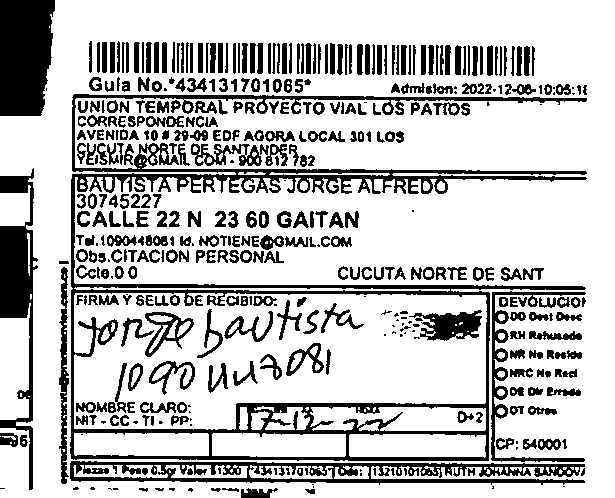 Guia No.*434131701065*
Admision: 2022-12-06-10:05:18
UNION TEMPORAL PROYECTO VIAL LOS PATIOS
CORRESPONDENCIA
AVENIDA 10 # 29-09 EDF AGORA LOCAL 301 LOS
CUCUTA NORTE DE SANTANDER
YEISMIR@GMAIL.COM - 900 812 782
BAUTISTA PERTEGAS JORGE ALFREDO
30745227
CALLE 22 N 23 60 GAITAN
Tel.1090448081 Id. NOTIENE@GMAIL.COM
Obs.CITACION PERSONAL
Ccto.0 0 CUCUTA NORTE DE SANT
FIRMA Y SELLO DE RECIBIDO:
Jorge bautista
1090448081
NOMBRE CLARO:
NIT - CC - TI - PP:
HORA
17-12-22
D+2
DEVOLUCION
DD Dest Desc
RH Rehusado
NR No Reside
NRC No Recl
DE Dir Errada
OT Otros
CP: 540001
Piezas 1 Peso 0.5gr Valor $1300 *434131701065* Ods: [13210101065] RUTH JOHANNA SANDOVA